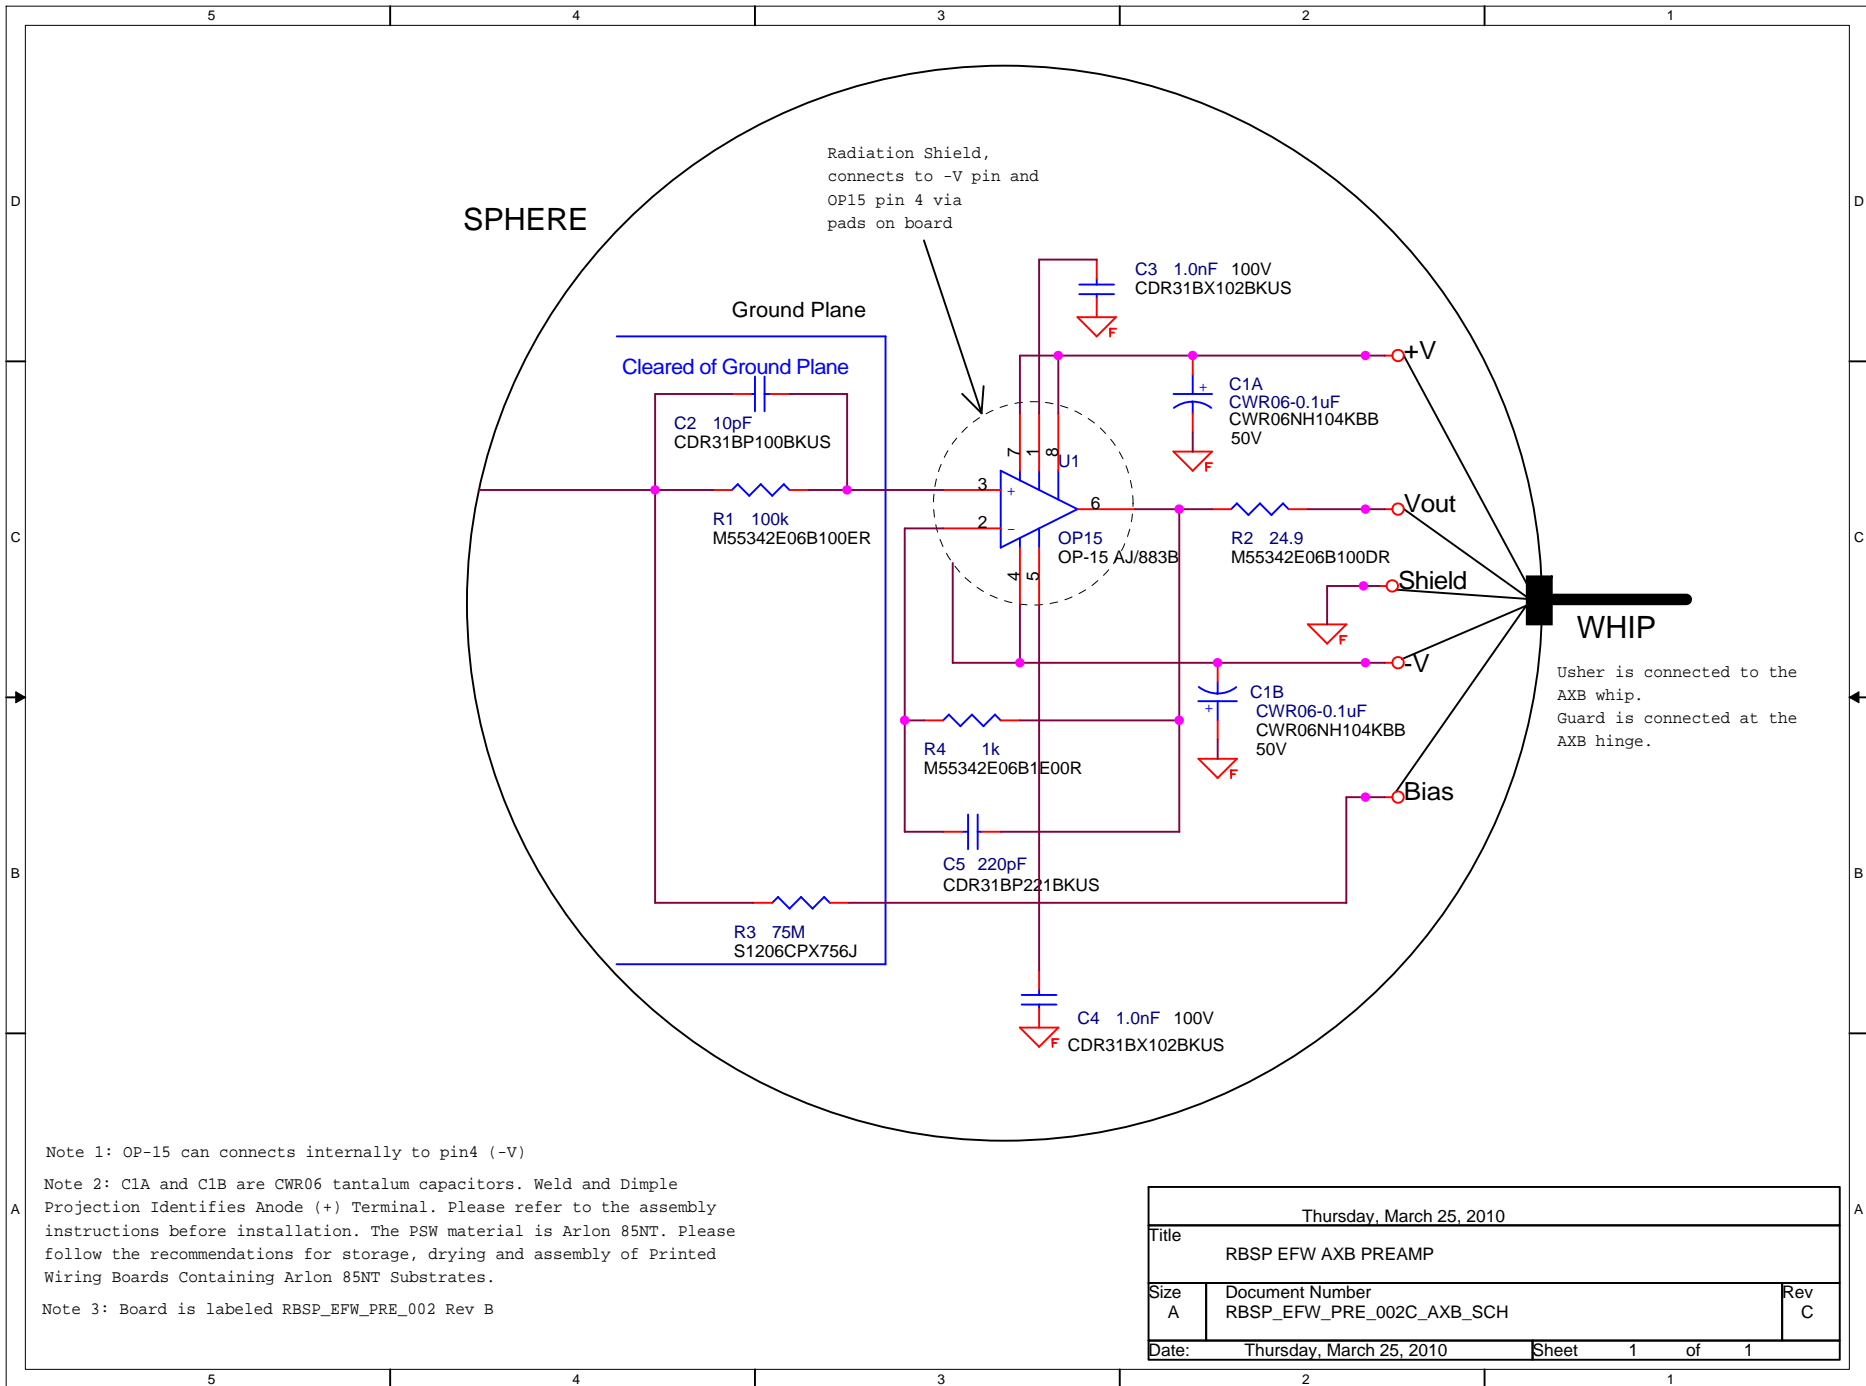 5 4 3 2 1
D D
C C
B B
A A
SPHERE
Radiation Shield,
connects to -V pin and
OP15 pin 4 via
pads on board
Ground Plane
Cleared of Ground Plane
C3 1.0nF 100V
CDR31BX102BKUS
F
+V
C1A
CWR06-0.1uF
CWR06NH104KBB
50V
+
F
C2 10pF
CDR31BP100BKUS
R1 100k
M55342E06B100ER
7 1 8
U1
3 +
2 −
6
4 5
OP15
OP-15 AJ/883B
Vout
R2 24.9
M55342E06B100DR
Shield
F
WHIP
-V
Usher is connected to the
AXB whip.
Guard is connected at the
AXB hinge.
C1B
CWR06-0.1uF
CWR06NH104KBB
50V
+
F
R4 1k
M55342E06B1E00R
Bias
C5 220pF
CDR31BP221BKUS
R3 75M
S1206CPX756J
C4 1.0nF 100V
CDR31BX102BKUS
F
Note 1: OP-15 can connects internally to pin4 (-V)
Note 2: C1A and C1B are CWR06 tantalum capacitors. Weld and Dimple
Projection Identifies Anode (+) Terminal. Please refer to the assembly
instructions before installation. The PSW material is Arlon 85NT. Please
follow the recommendations for storage, drying and assembly of Printed
Wiring Boards Containing Arlon 85NT Substrates.
Note 3: Board is labeled RBSP_EFW_PRE_002 Rev B
Thursday, March 25, 2010
Title
RBSP EFW AXB PREAMP
Size Document Number Rev
A RBSP_EFW_PRE_002C_AXB_SCH C
Date: Thursday, March 25, 2010 Sheet 1 of 1
5 4 3 2 1